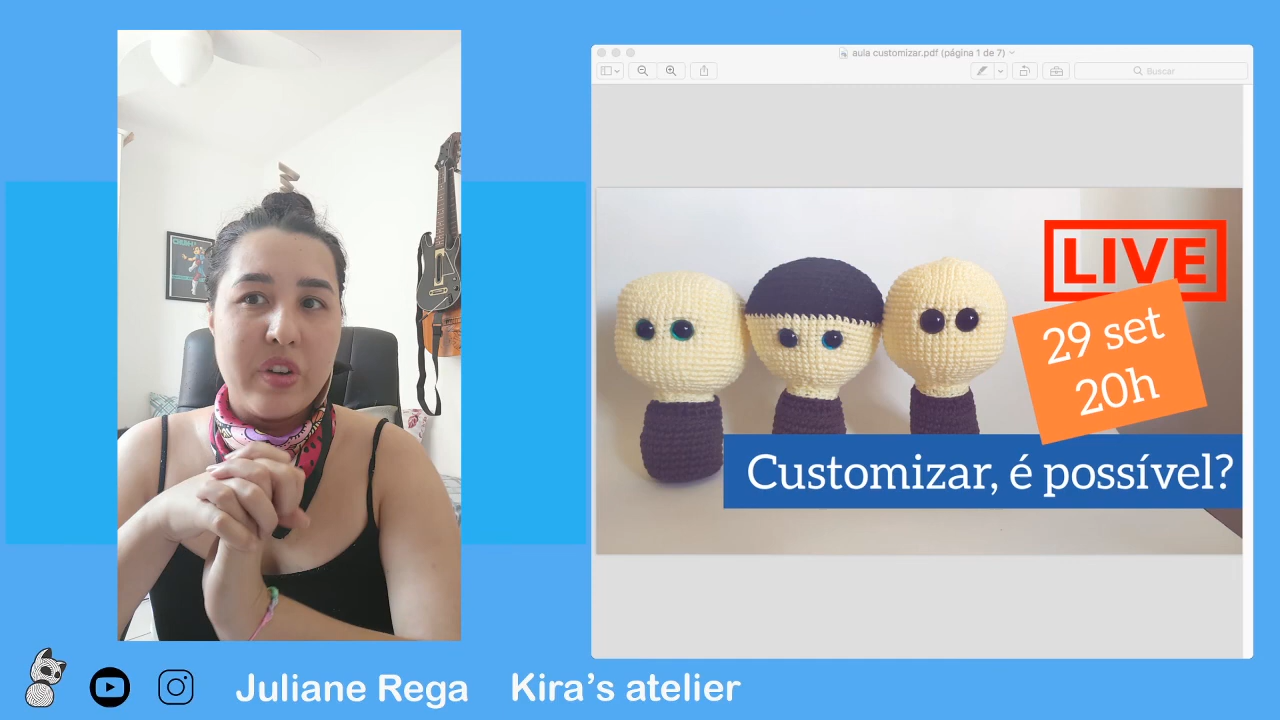 aula customizar.pdf (página 1 de 7)
Buscar
LIVE
29 set
20h
Customizar, é possível?
Juliane Rega
Kira's atelier